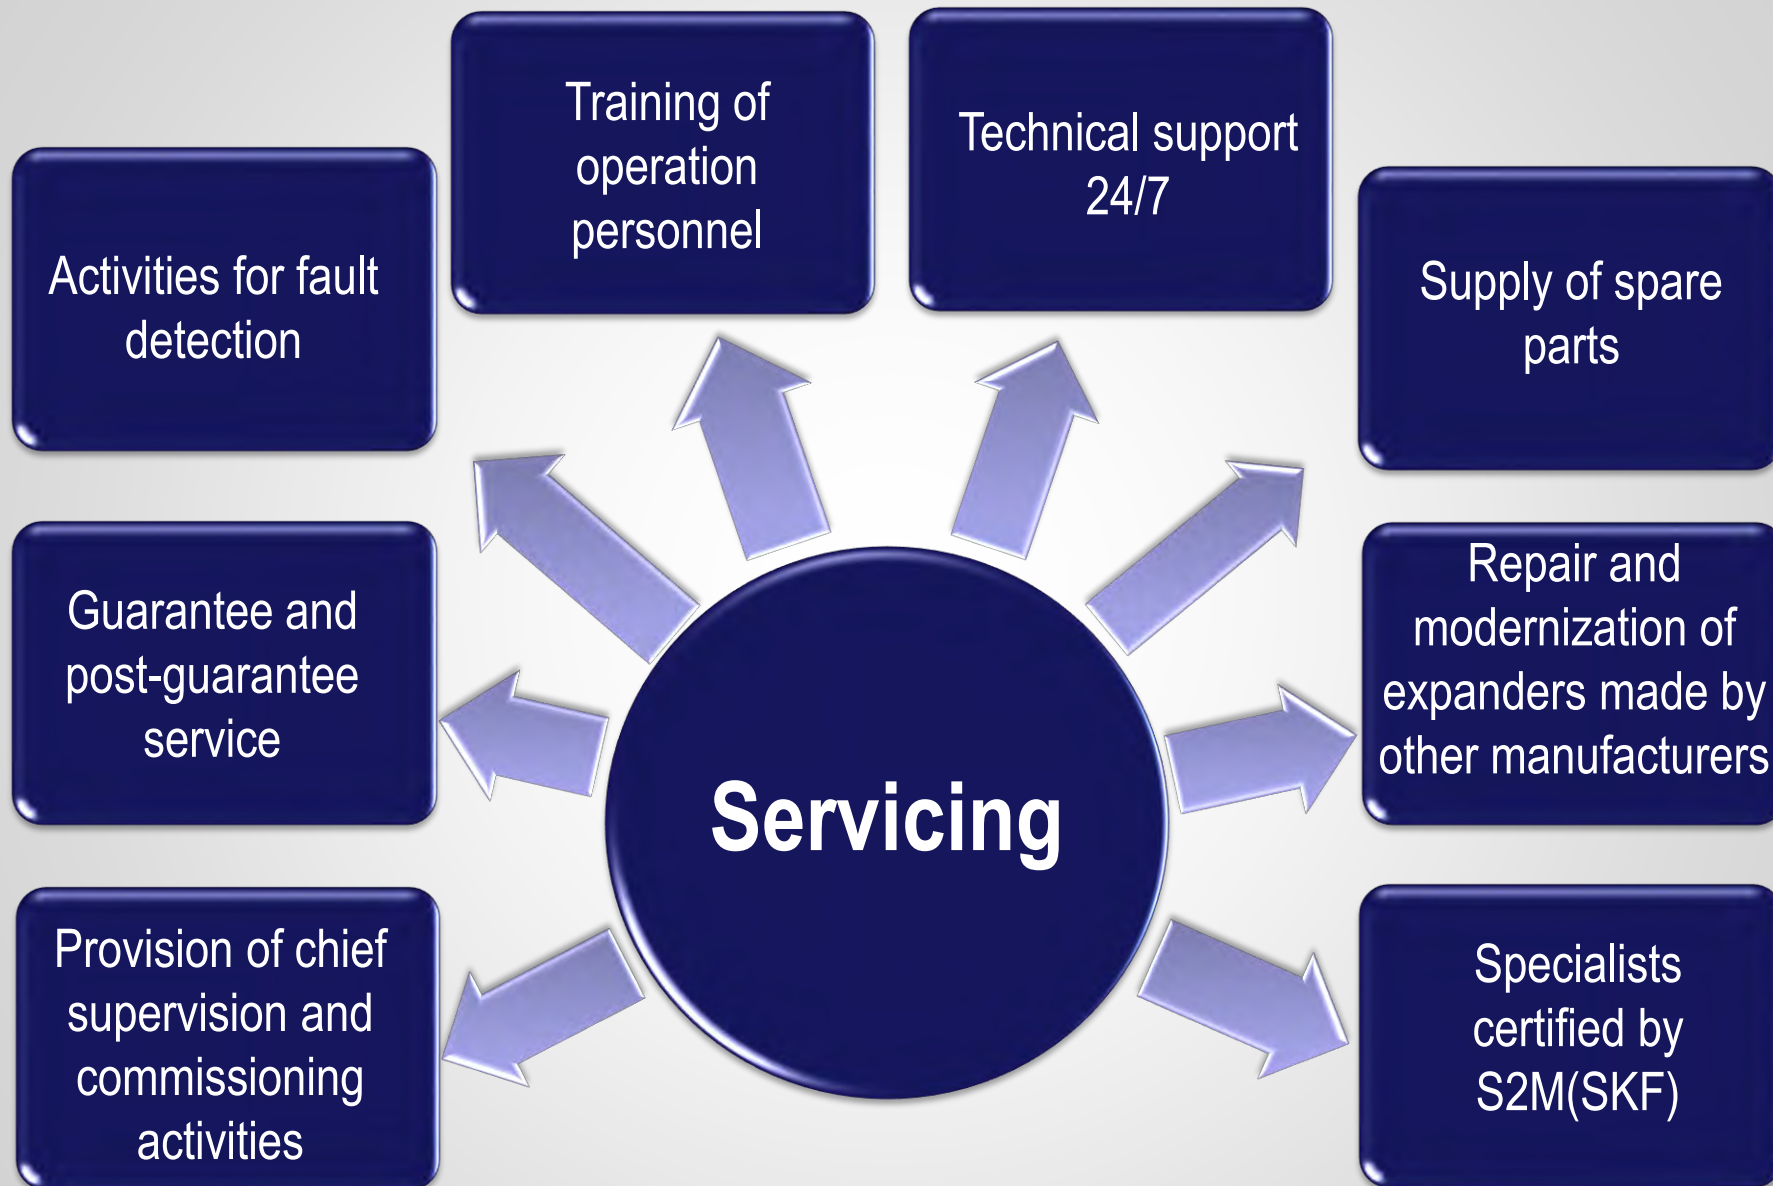 Training of
operation
personnel
Technical support
24/7
Activities for fault
detection
Supply of spare
parts
Guarantee and
post-guarantee
service
Repair and
modernization of
expanders made by
other manufacturers
Servicing
Provision of chief
supervision and
commissioning
activities
Specialists
certified by
S2M(SKF)